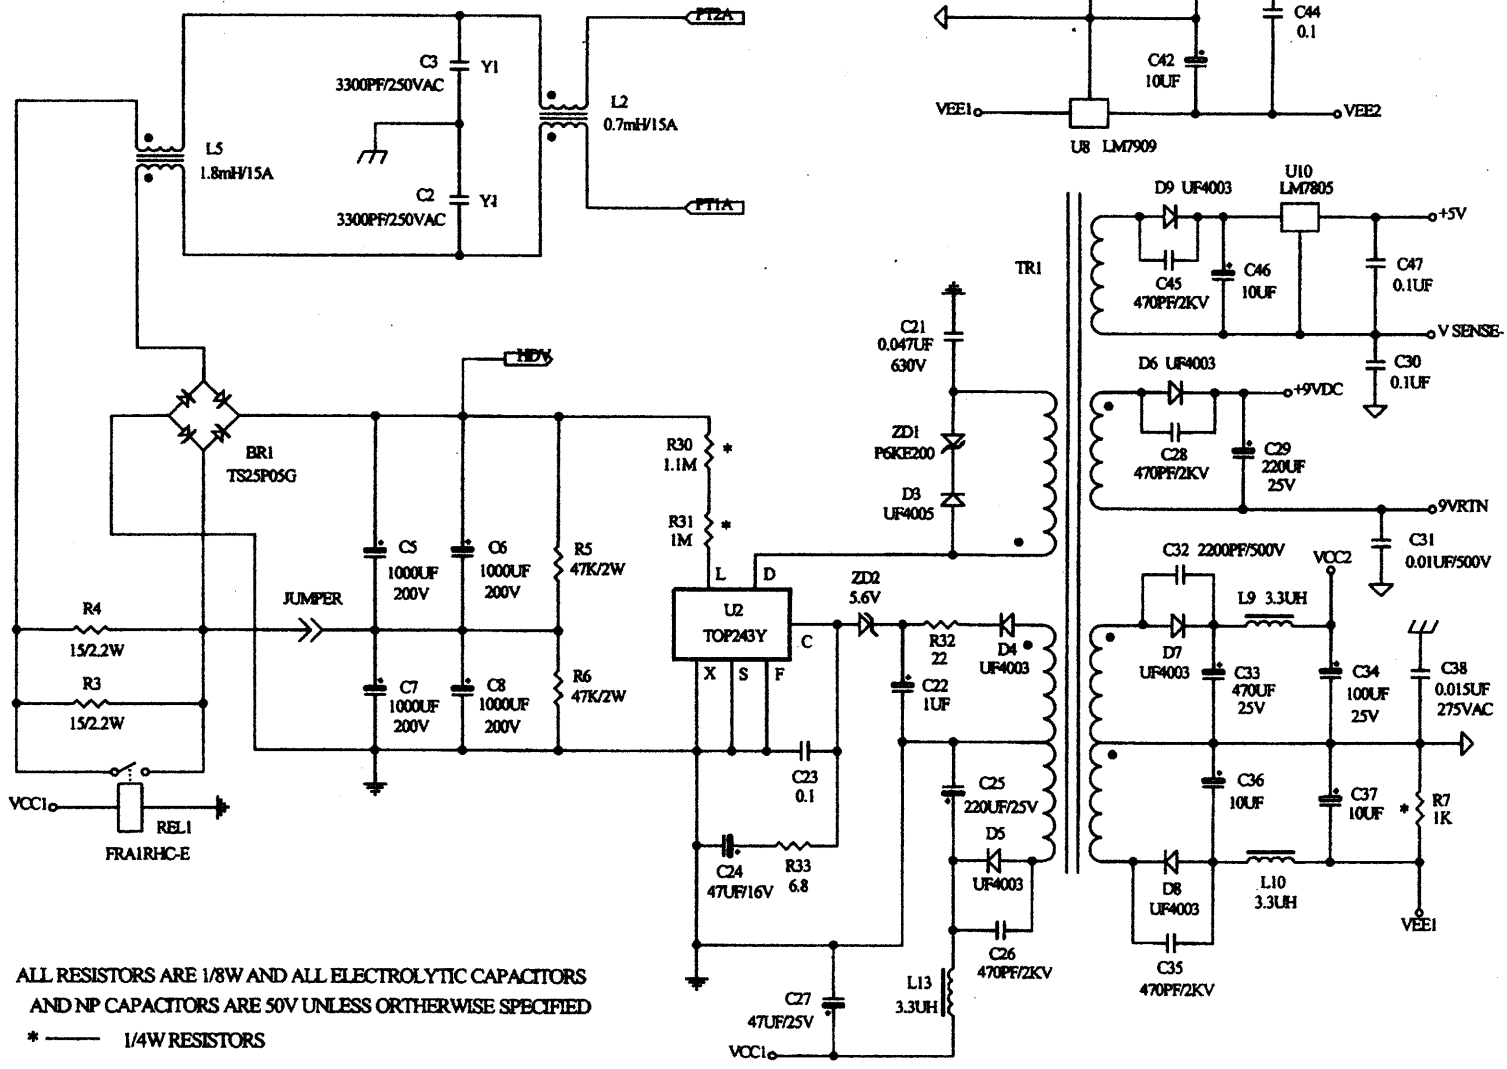 PT2A
C44
0.1
C3
3300PF/250VAC
Y1
L2
0.7mH/15A
C42
10UF
VEE1
VEE2
U8 LM7909
L5
1.8mH/15A
C2
3300PF/250VAC
Y1
PT1A
D9 UF4003
U10
LM7805
+5V
TR1
C45
470PF/2KV
C46
10UF
C47
0.1UF
V SENSE-
C21
0.047UF
630V
HDV
D6 UF4003
C30
0.1UF
+9VDC
BR1
TS25P05G
R30
1.1M
*
ZD1
P6KE200
C28
470PF/2KV
C29
220UF
25V
D3
UF4005
9VRTN
R31
1M
*
C5
1000UF
200V
C6
1000UF
200V
R5
47K/2W
C32 2200PF/500V
VCC2
C31
0.01UF/500V
L
D
ZD2
5.6V
JUMPER
R4
15/2.2W
U2
TOP243Y
C
R32
22
D4
UF4003
L9 3.3UH
D7
UF4003
X
S
F
R3
15/2.2W
C7
1000UF
200V
C8
1000UF
200V
R6
47K/2W
C22
1UF
C33
470UF
25V
C34
100UF
25V
C38
0.015UF
275VAC
C23
0.1
C25
220UF/25V
C36
10UF
C37
10UF
*
R7
1K
VCC1
REL1
FRA1RHC-E
C24
47UF/16V
R33
6.8
D5
UF4003
D8
UF4003
L10
3.3UH
VEE1
C26
470PF/2KV
C35
470PF/2KV
ALL RESISTORS ARE 1/8W AND ALL ELECTROLYTIC CAPACITORS
AND NP CAPACITORS ARE 50V UNLESS ORTHERWISE SPECIFIED
* 1/4W RESISTORS
L13
3.3UH
C27
47UF/25V
VCC1